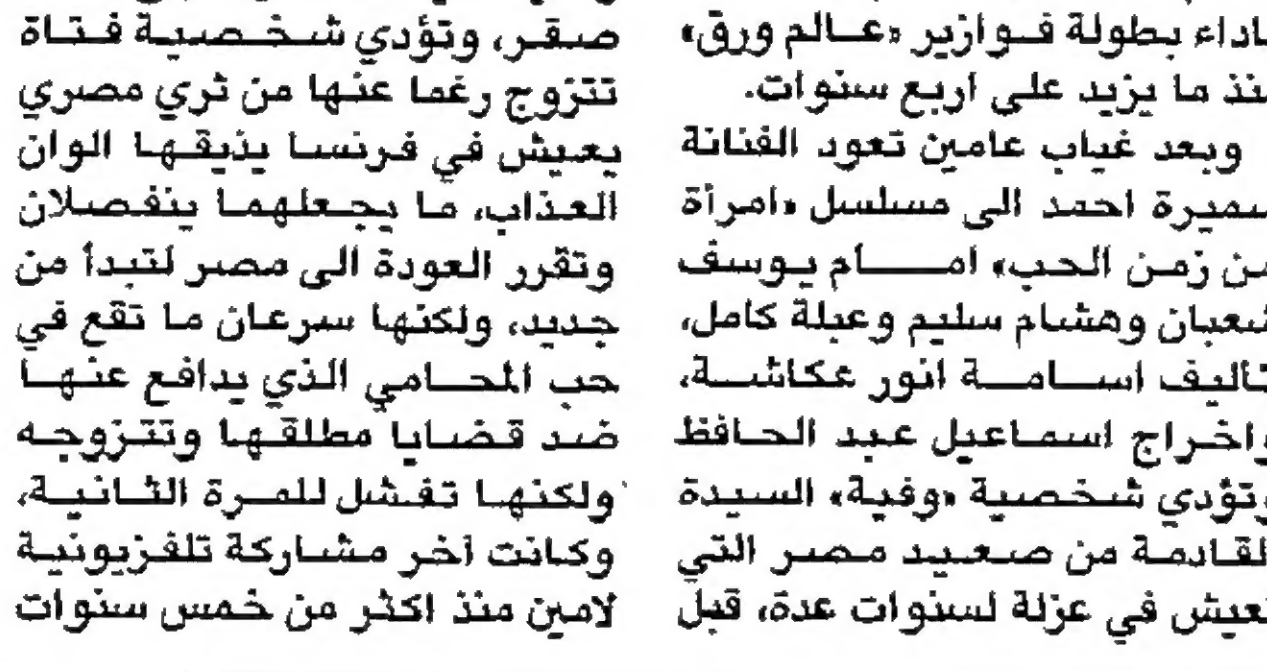 باداء بطولة فوازير «عالم ورق»
منذ ما يزيد على اربع سنوات.
وبعد غياب عامين تعود الفنانة
سميرة احمد الى مسلسل «امرأة
من زمن الحب» امام يوسف
شعبان وهشام سليم وعبلة كامل،
تأليف اسامة انور عكاشة،
واخراج اسماعيل عبد الحافظ
وتؤدي شخصية «وفية» السيدة
القادمة من صعيد مصر التي
تعيش في عزلة لسنوات عدة، قبل
صقر، وتؤدي شخصية فتاة
تتزوج رغما عنها من ثري مصري
يعيش في فرنسا يذيقها الوان
العذاب، ما يجعلهما ينفصلان
وتقرر العودة الى مصر لتبدأ من
جديد، ولكنها سرعان ما تقع في
حب المحامي الذي يدافع عنها
ضد قضايا مطلقها وتتزوجه
ولكنها تفشل للمرة الثانية،
وكانت آخر مشاركة تلفزيونية
لامين منذ اكثر من خمس سنوات